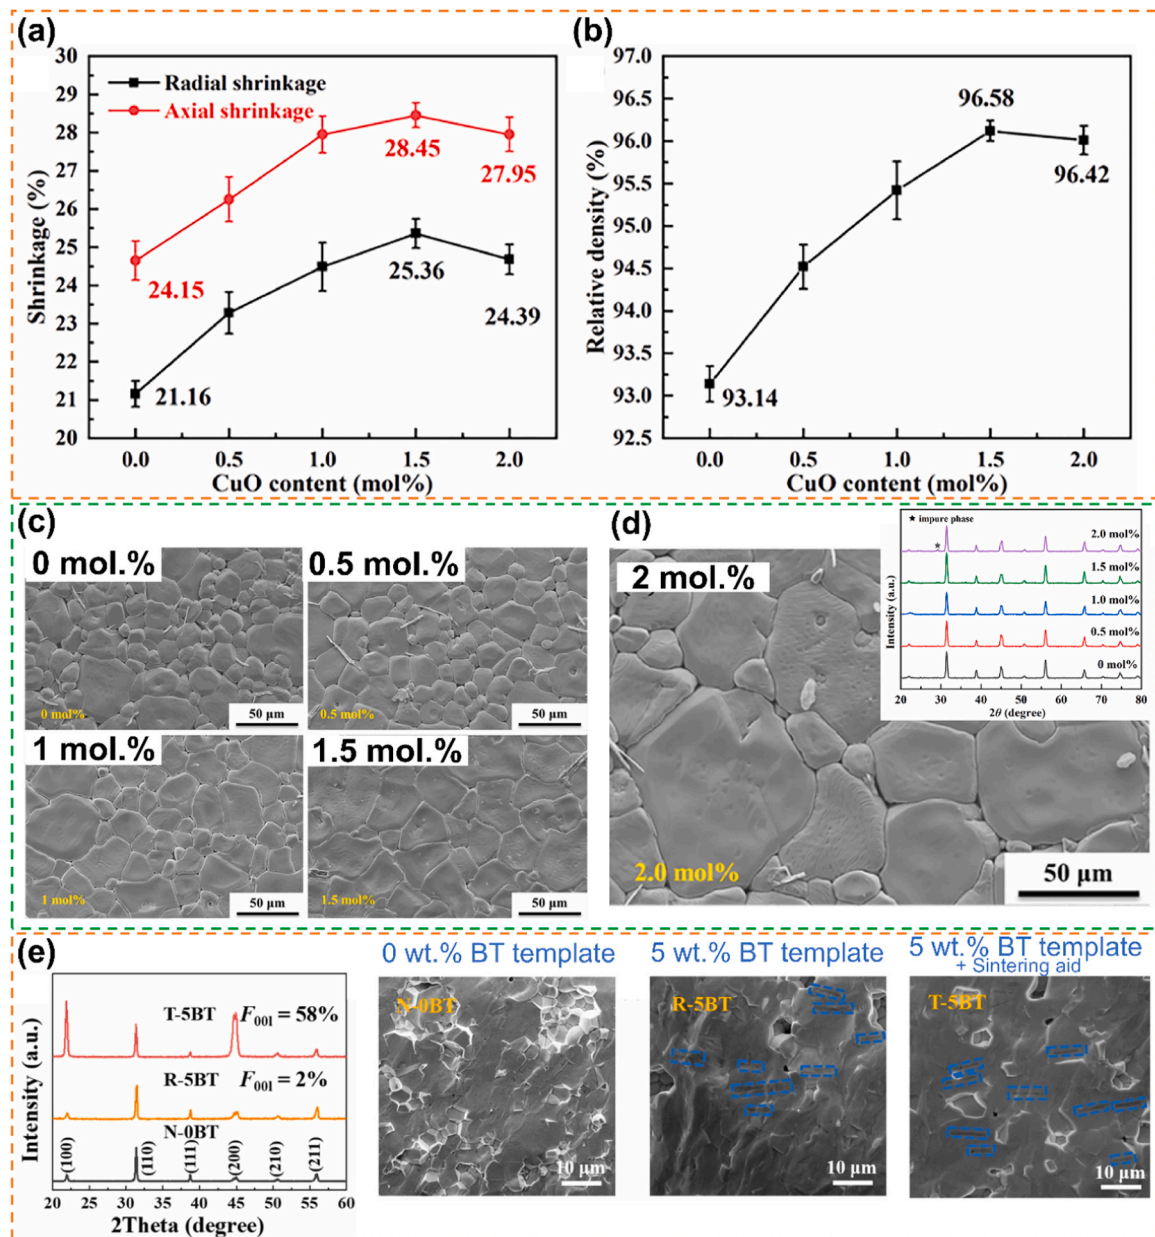 (a)
30
29
28
27
26
25
24
23
22
21
20
Shrinkage (%)
Radial shrinkage
Axial shrinkage
28.45
27.95
24.15
25.36
24.39
21.16
0.0 0.5 1.0 1.5 2.0
CuO content (mol%)
(b)
97.0
96.5
96.0
95.5
95.0
94.5
94.0
93.5
93.0
92.5
Relative density (%)
96.58
96.42
93.14
0.0 0.5 1.0 1.5 2.0
CuO content (mol%)
(c)
0 mol.%
0 mol%
50 μm
0.5 mol.%
0.5 mol%
50 μm
1 mol.%
1 mol%
50 μm
1.5 mol.%
1.5 mol%
50 μm
(d)
2 mol.%
2.0 mol%
50 μm
★ impure phase
★
2.0 mol%
1.5 mol%
1.0 mol%
0.5 mol%
0 mol%
Intensity (a.u.)
20 30 40 50 60 70 80
2θ (degree)
(e)
Intensity (a.u.)
T-5BT F00l = 58%
R-5BT F00l = 2%
N-0BT
(100) (110) (111) (200) (210) (211)
20 25 30 35 40 45 50 55 60
2Theta (degree)
0 wt.% BT template
N-0BT
10 μm
5 wt.% BT template
R-5BT
10 μm
5 wt.% BT template
+ Sintering aid
T-5BT
10 μm